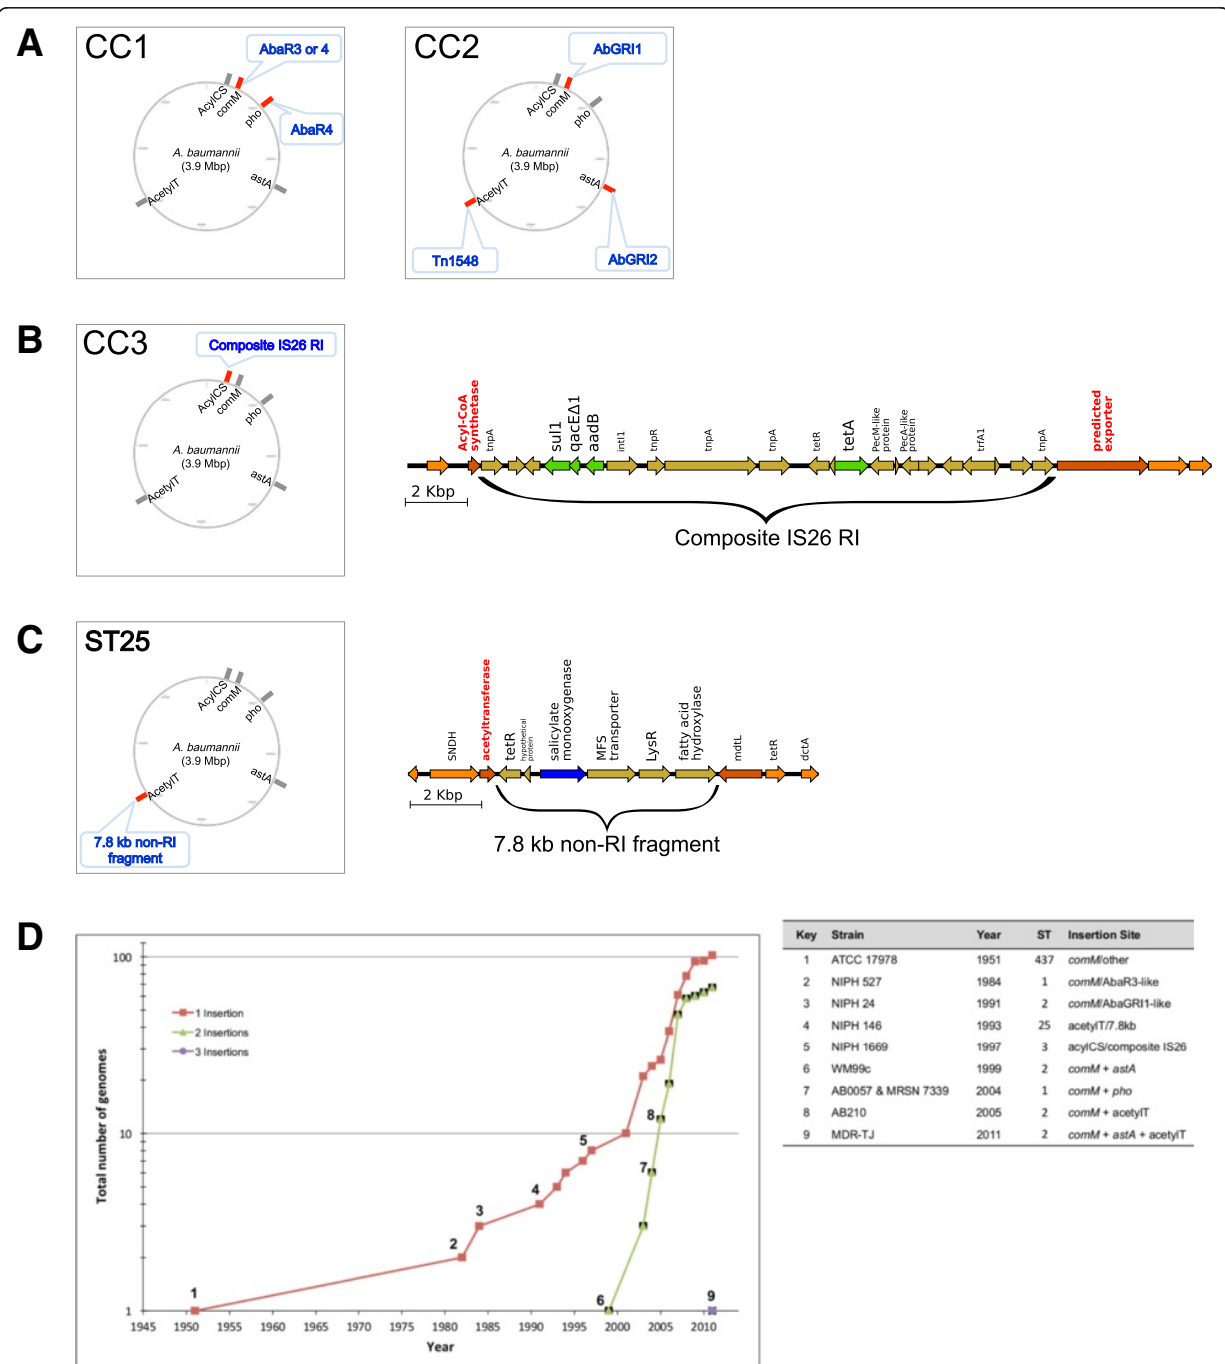 A
CC1
AbaR3 or 4
AcylCS
comM
pho
AbaR4
A. baumannii
(3.9 Mbp)
astA
AcetylT
CC2
AbGRI1
AcylCS
comM
pho
A. baumannii
(3.9 Mbp)
astA
AcetylT
Tn1548
AbGRI2
B
CC3
Composite IS26 RI
AcylCS
comM
pho
A. baumannii
(3.9 Mbp)
astA
AcetylT
Acyl-CoA
synthetase
tnpA
sul1
qacEΔ1
aadB
intI1
tnpR
tnpA
tnpA
tetR
tetA
PecM-like
protein
PecA-like
protein
trfA1
tnpA
predicted
exporter
2 Kbp
Composite IS26 RI
C
ST25
AcylCS
comM
pho
A. baumannii
(3.9 Mbp)
astA
AcetylT
7.8 kb non-RI
fragment
SNDH
acetyltransferase
tetR
hypothetical
protein
salicylate
monooxygenase
MFS
transporter
LysR
fatty acid
hydroxylase
mdtL
tetR
dctA
2 Kbp
7.8 kb non-RI fragment
D
Total number of genomes
100
10
1
1 Insertion
2 Insertions
3 Insertions
1
2
3
4
5
6
7
8
9
1945 1950 1955 1960 1965 1970 1975 1980 1985 1990 1995 2000 2005 2010
Year
Key Strain Year ST Insertion Site
1 ATCC 17978 1951 437 comM/other
2 NIPH 527 1984 1 comM/AbaR3-like
3 NIPH 24 1991 2 comM/AbaGRI1-like
4 NIPH 146 1993 25 acetylT/7.8kb
5 NIPH 1669 1997 3 acylCS/composite IS26
6 WM99c 1999 2 comM + astA
7 AB0057 & MRSN 7339 2004 1 comM + pho
8 AB210 2005 2 comM + acetylT
9 MDR-TJ 2011 2 comM + astA + acetylT